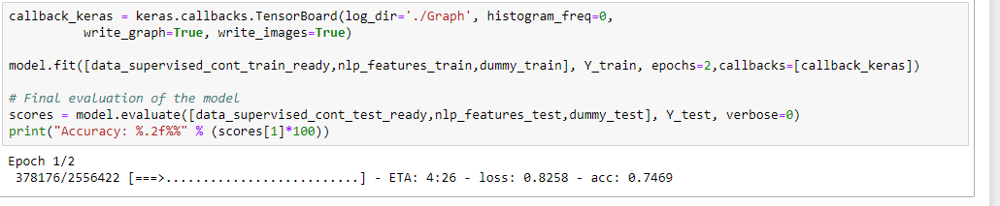 callback_keras = keras.callbacks.TensorBoard(log_dir='./Graph', histogram_freq=0,
write_graph=True, write_images=True)
model.fit([data_supervised_cont_train_ready,nlp_features_train,dummy_train], Y_train, epochs=2,callbacks=[callback_keras])
# Final evaluation of the model
scores = model.evaluate([data_supervised_cont_test_ready,nlp_features_test,dummy_test], Y_test, verbose=0)
print("Accuracy: %.2f%%" % (scores[1]*100))
Epoch 1/2
378176/2556422 [===>..........................] - ETA: 4:26 - loss: 0.8258 - acc: 0.7469